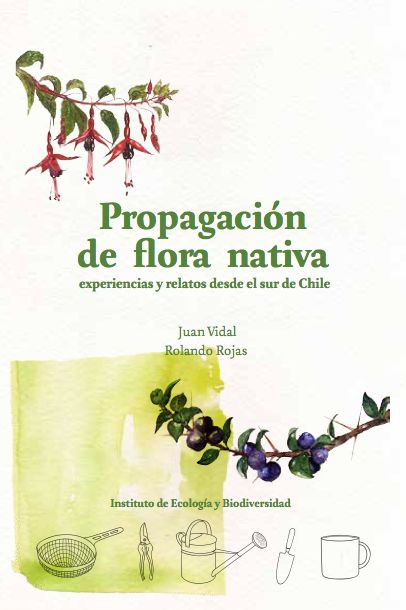 Propagación
de flora nativa
experiencias y relatos desde el sur de Chile
Juan Vidal
Rolando Rojas
Instituto de Ecología y Biodiversidad